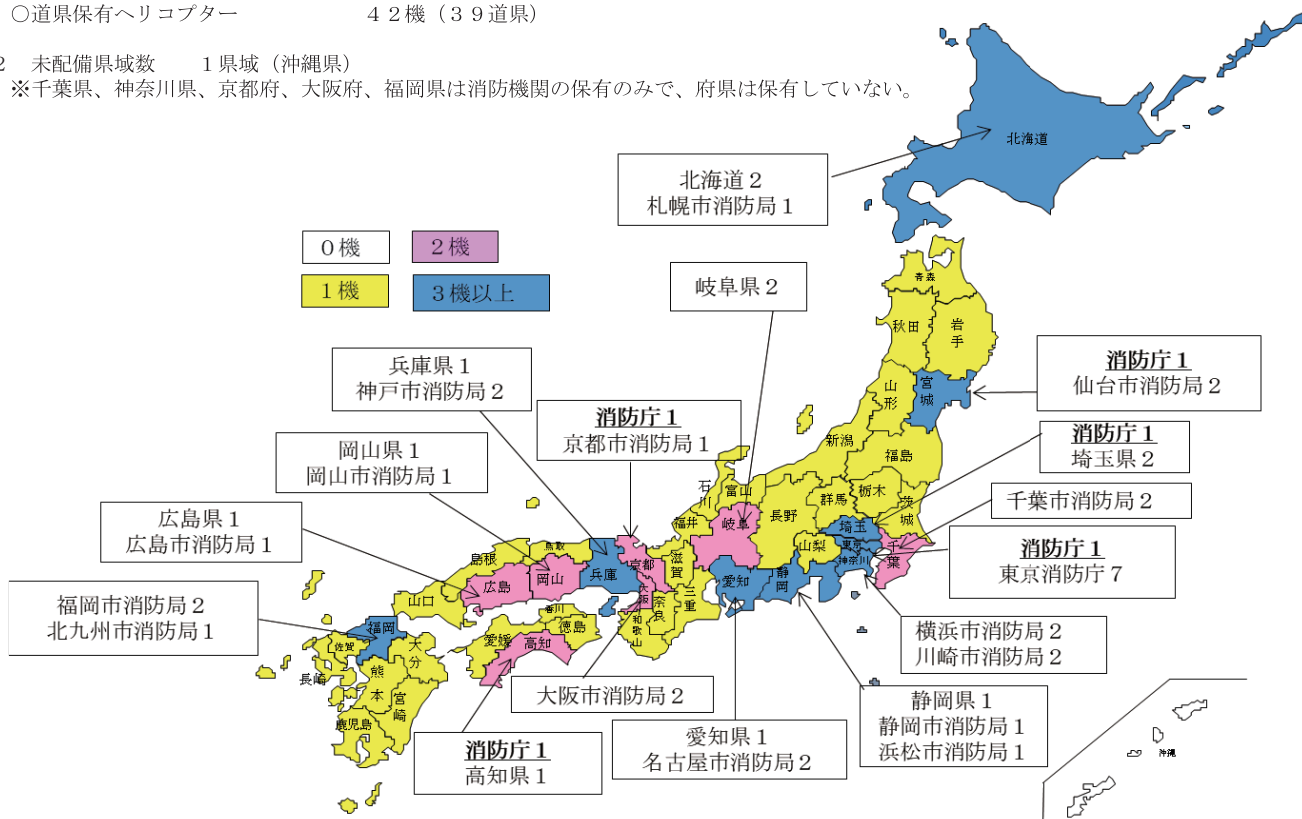 ○道県保有ヘリコプター　　　　　　４２機（３９道県）
2　未配備県域数　　１県域（沖縄県）
※千葉県、神奈川県、京都府、大阪府、福岡県は消防機関の保有のみで、府県は保有していない。
０機
２機
１機
３機以上
北海道２
札幌市消防局１
岐阜県２
兵庫県１
神戸市消防局２
消防庁１
京都市消防局１
岡山県１
岡山市消防局１
広島県１
広島市消防局１
福岡市消防局２
北九州市消防局１
消防庁１
仙台市消防局２
消防庁１
埼玉県２
千葉市消防局２
消防庁１
東京消防庁７
横浜市消防局２
川崎市消防局２
静岡県１
静岡市消防局１
浜松市消防局１
愛知県１
名古屋市消防局２
大阪市消防局２
消防庁１
高知県１
北海道
青森
秋田
岩手
山形
宮城
新潟
福島
石川
富山
群馬
栃木
茨城
福井
岐阜
長野
埼玉
東京
神奈川
山梨
千葉
鳥取
島根
兵庫
京都
滋賀
愛知
静岡
広島
岡山
大阪
奈良
三重
和歌山
山口
香川
徳島
愛媛
高知
福岡
佐賀
大分
長崎
熊本
宮崎
鹿児島
沖縄